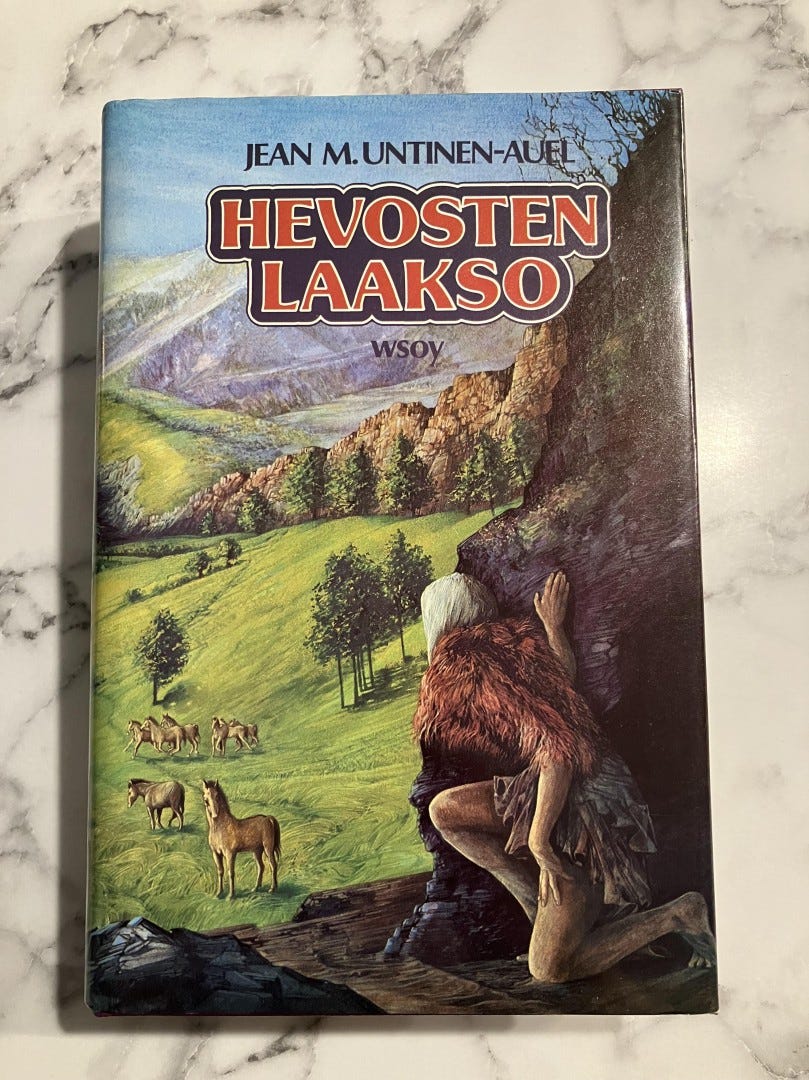 JEAN M. UNTINEN-AUEL
HEVOSTEN
LAAKSO
wsoy